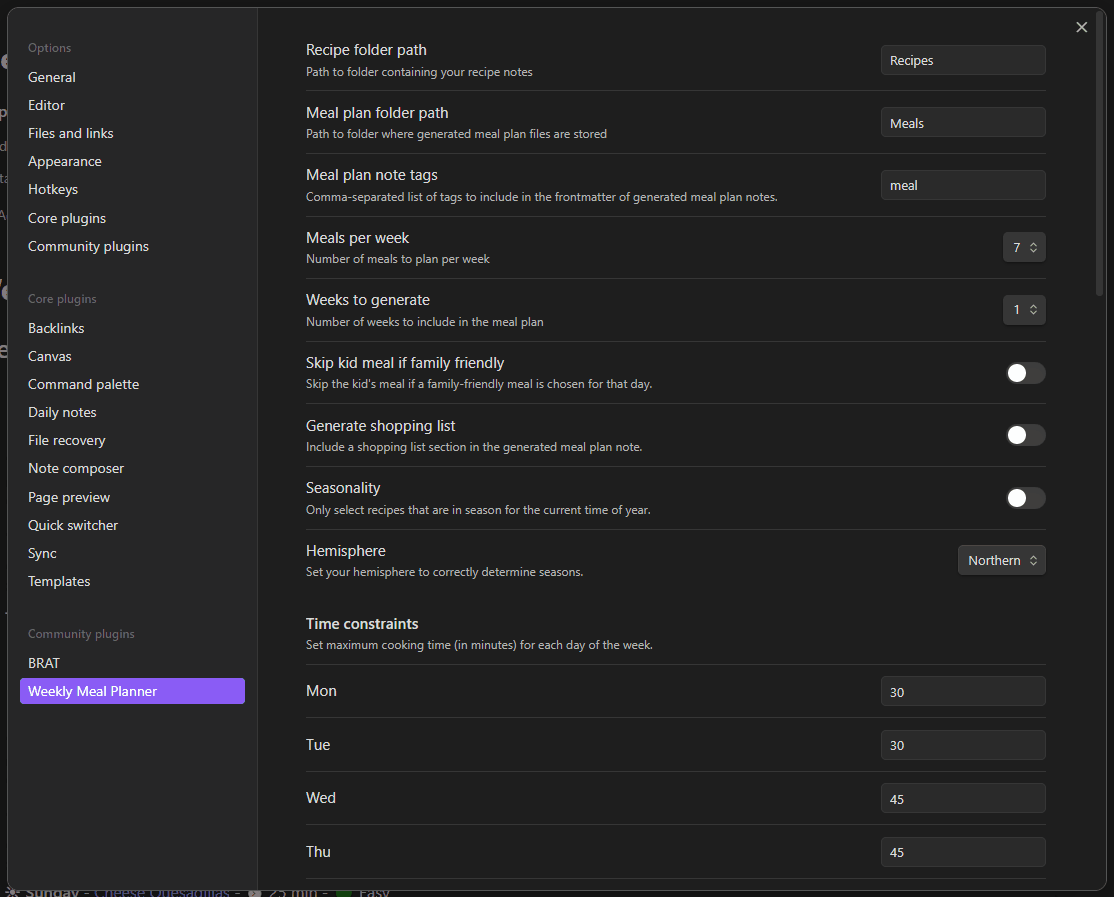 Options
General
Editor
Files and links
Appearance
Hotkeys
Core plugins
Community plugins
Core plugins
Backlinks
Canvas
Command palette
Daily notes
File recovery
Note composer
Page preview
Quick switcher
Sync
Templates
Community plugins
BRAT
Weekly Meal Planner
Recipe folder path
Path to folder containing your recipe notes
Recipes
Meal plan folder path
Path to folder where generated meal plan files are stored
Meals
Meal plan note tags
Comma-separated list of tags to include in the frontmatter of generated meal plan notes.
meal
Meals per week
Number of meals to plan per week
7
Weeks to generate
Number of weeks to include in the meal plan
1
Skip kid meal if family friendly
Skip the kid's meal if a family-friendly meal is chosen for that day.
Generate shopping list
Include a shopping list section in the generated meal plan note.
Seasonality
Only select recipes that are in season for the current time of year.
Hemisphere
Set your hemisphere to correctly determine seasons.
Northern
Time constraints
Set maximum cooking time (in minutes) for each day of the week.
Mon
30
Tue
30
Wed
45
Thu
45
Sunday - Cheese Quesadillas - 25 min - Easy